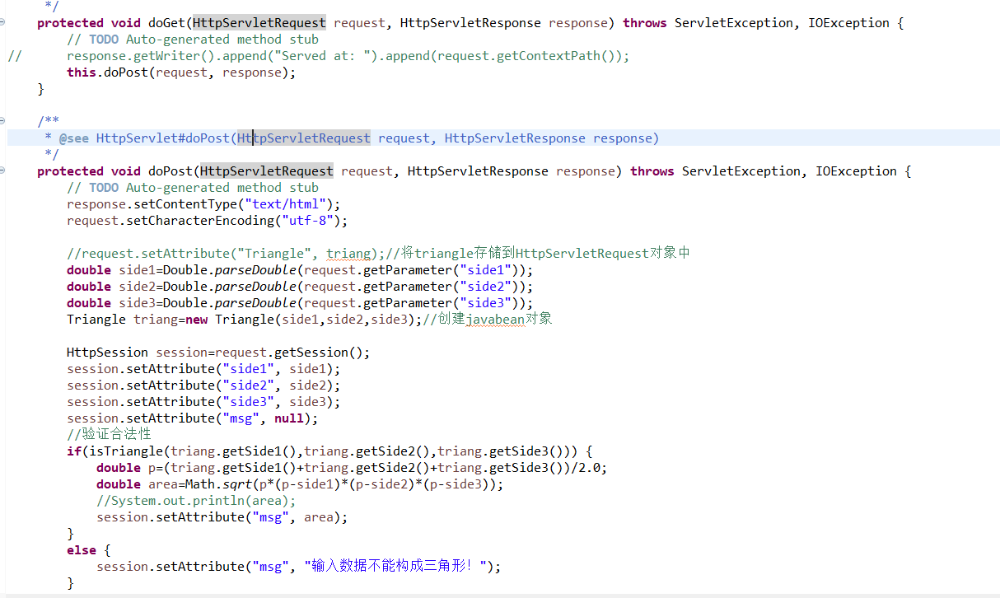 */
protected void doGet(HttpServletRequest request, HttpServletResponse response) throws ServletException, IOException {
// TODO Auto-generated method stub
// response.getWriter().append("Served at: ").append(request.getContextPath());
this.doPost(request, response);
}
/**
* @see HttpServlet#doPost(HttpServletRequest request, HttpServletResponse response)
*/
protected void doPost(HttpServletRequest request, HttpServletResponse response) throws ServletException, IOException {
// TODO Auto-generated method stub
response.setContentType("text/html");
request.setCharacterEncoding("utf-8");
//request.setAttribute("Triangle", triang);//将triangle存储到HttpServletRequest对象中
double side1=Double.parseDouble(request.getParameter("side1"));
double side2=Double.parseDouble(request.getParameter("side2"));
double side3=Double.parseDouble(request.getParameter("side3"));
Triangle triang=new Triangle(side1,side2,side3);//创建javabean对象
HttpSession session=request.getSession();
session.setAttribute("side1", side1);
session.setAttribute("side2", side2);
session.setAttribute("side3", side3);
session.setAttribute("msg", null);
//验证合法性
if(isTriangle(triang.getSide1(),triang.getSide2(),triang.getSide3())) {
double p=(triang.getSide1()+triang.getSide2()+triang.getSide3())/2.0;
double area=Math.sqrt(p*(p-side1)*(p-side2)*(p-side3));
//System.out.println(area);
session.setAttribute("msg", area);
}
else {
session.setAttribute("msg", "输入数据不能构成三角形！");
}